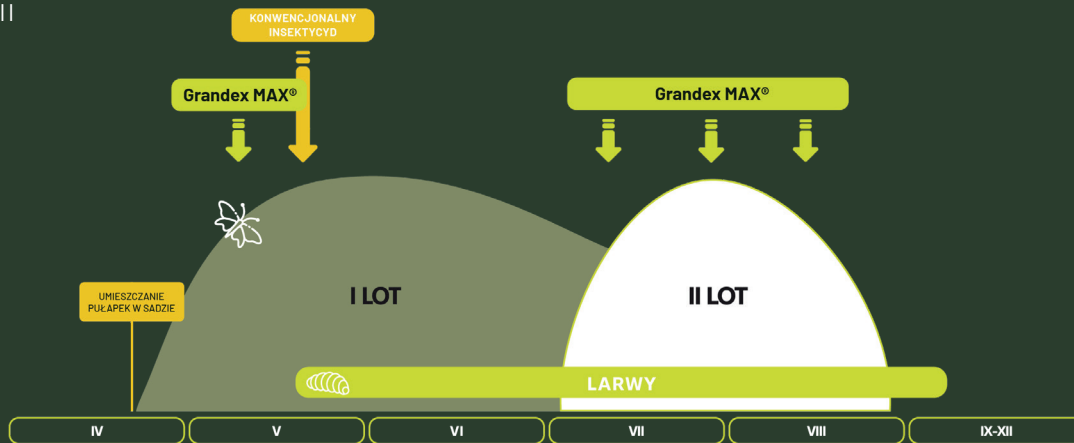 ||
KONWENCJONALNY
INSEKTYCYD
Grandex MAX®
Grandex MAX®
UMIESZCZANIE
PUŁAPEK W SADZIE
I LOT
II LOT
LARWY
IV
V
VI
VII
VIII
IX-XII